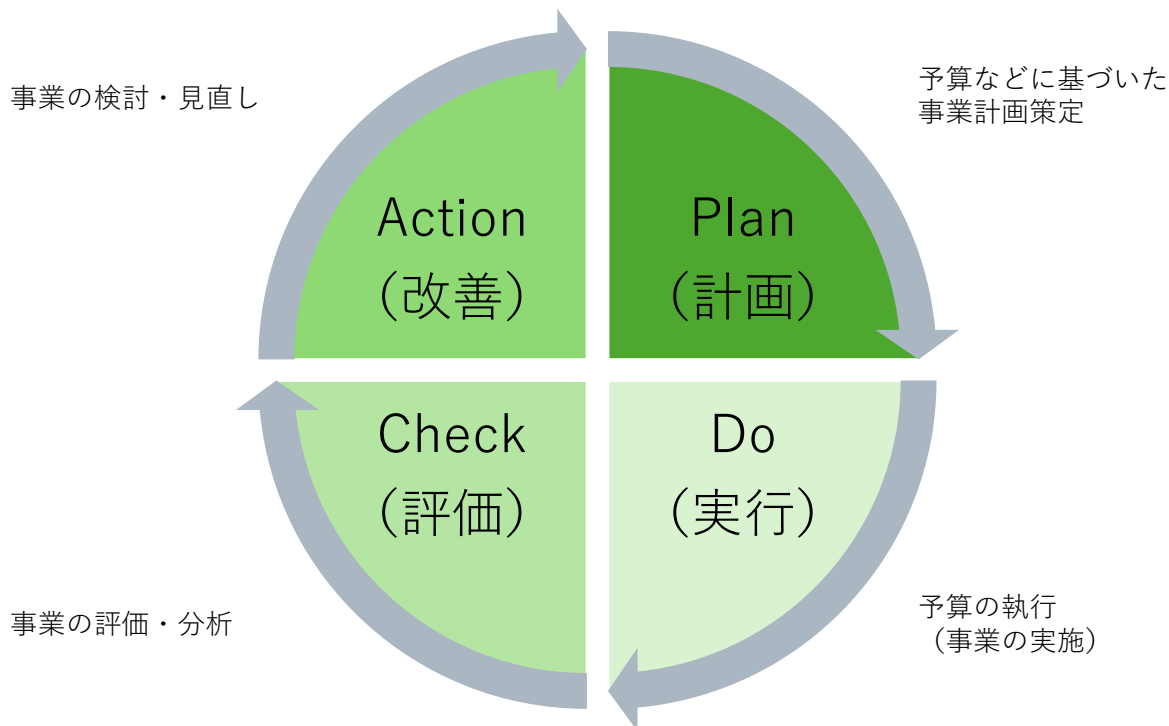 事業の検討・見直し
予算などに基づいた
事業計画策定
Action
（改善）
Plan
（計画）
Check
（評価）
Do
（実行）
事業の評価・分析
予算の執行
（事業の実施）